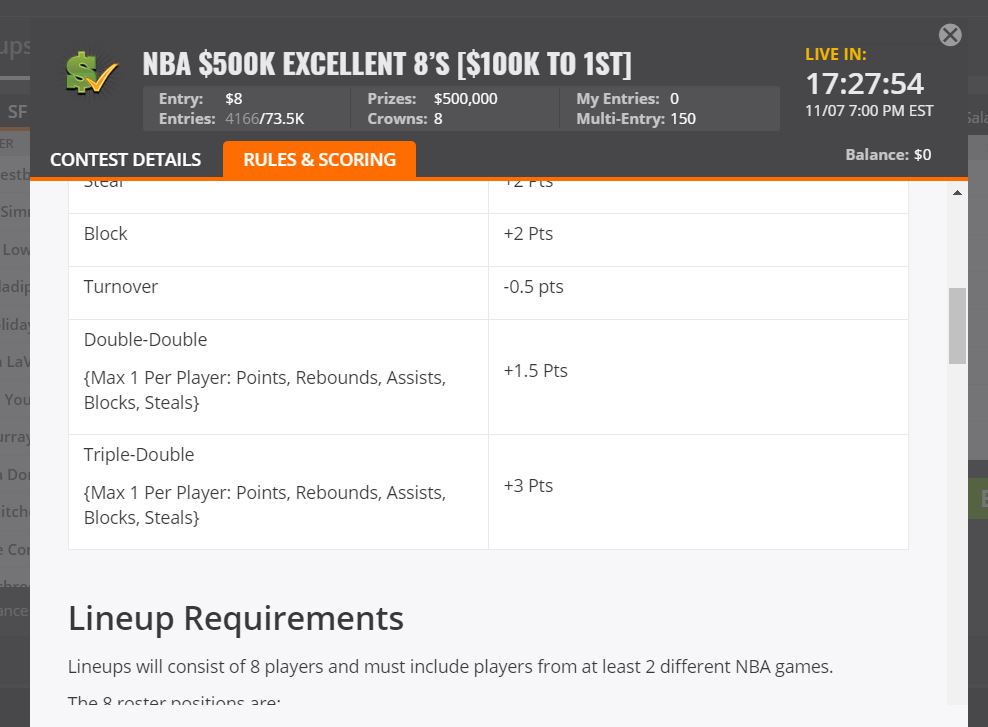 NBA $500K EXCELLENT 8’S [$100K TO 1ST]
LIVE IN:
17:27:54
11/07 7:00 PM EST
Entry: $8 Prizes: $500,000 My Entries: 0
Entries: 4166/73.5K Crowns: 8 Multi-Entry: 150
CONTEST DETAILS RULES & SCORING Balance: $0
SF
ER
Steal +2 Pts
Block +2 Pts
Turnover -0.5 pts
Double-Double
{Max 1 Per Player: Points, Rebounds, Assists,
Blocks, Steals}
+1.5 Pts
Triple-Double
{Max 1 Per Player: Points, Rebounds, Assists,
Blocks, Steals}
+3 Pts
Lineup Requirements
Lineups will consist of 8 players and must include players from at least 2 different NBA games.
The 8 roster positions are: